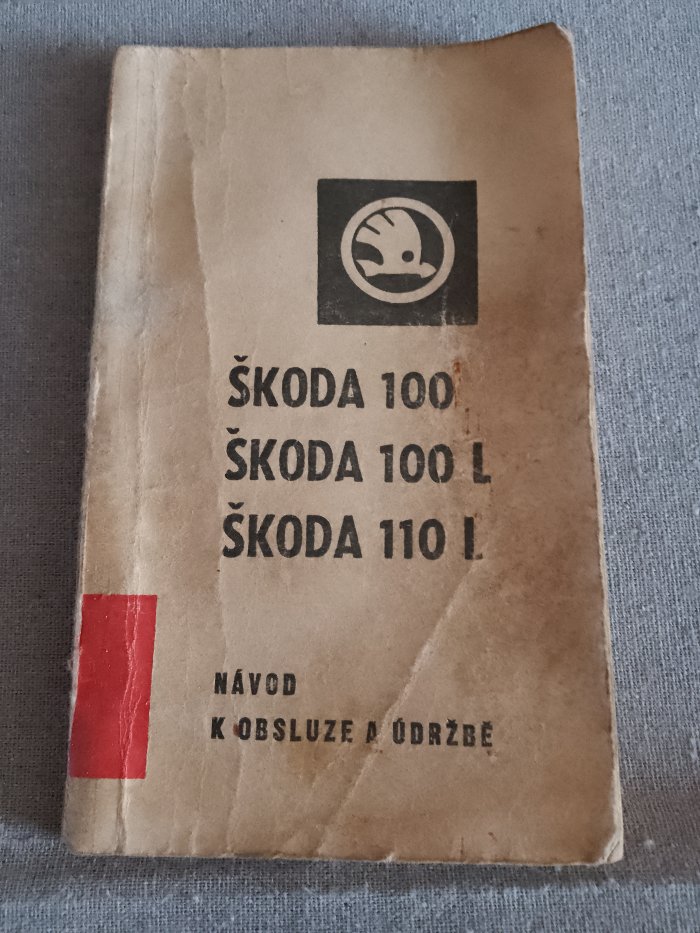 ŠKODA 100
ŠKODA 100 L
ŠKODA 110 L
NÁVOD
K OBSLUZE A ÚDRŽBĚ